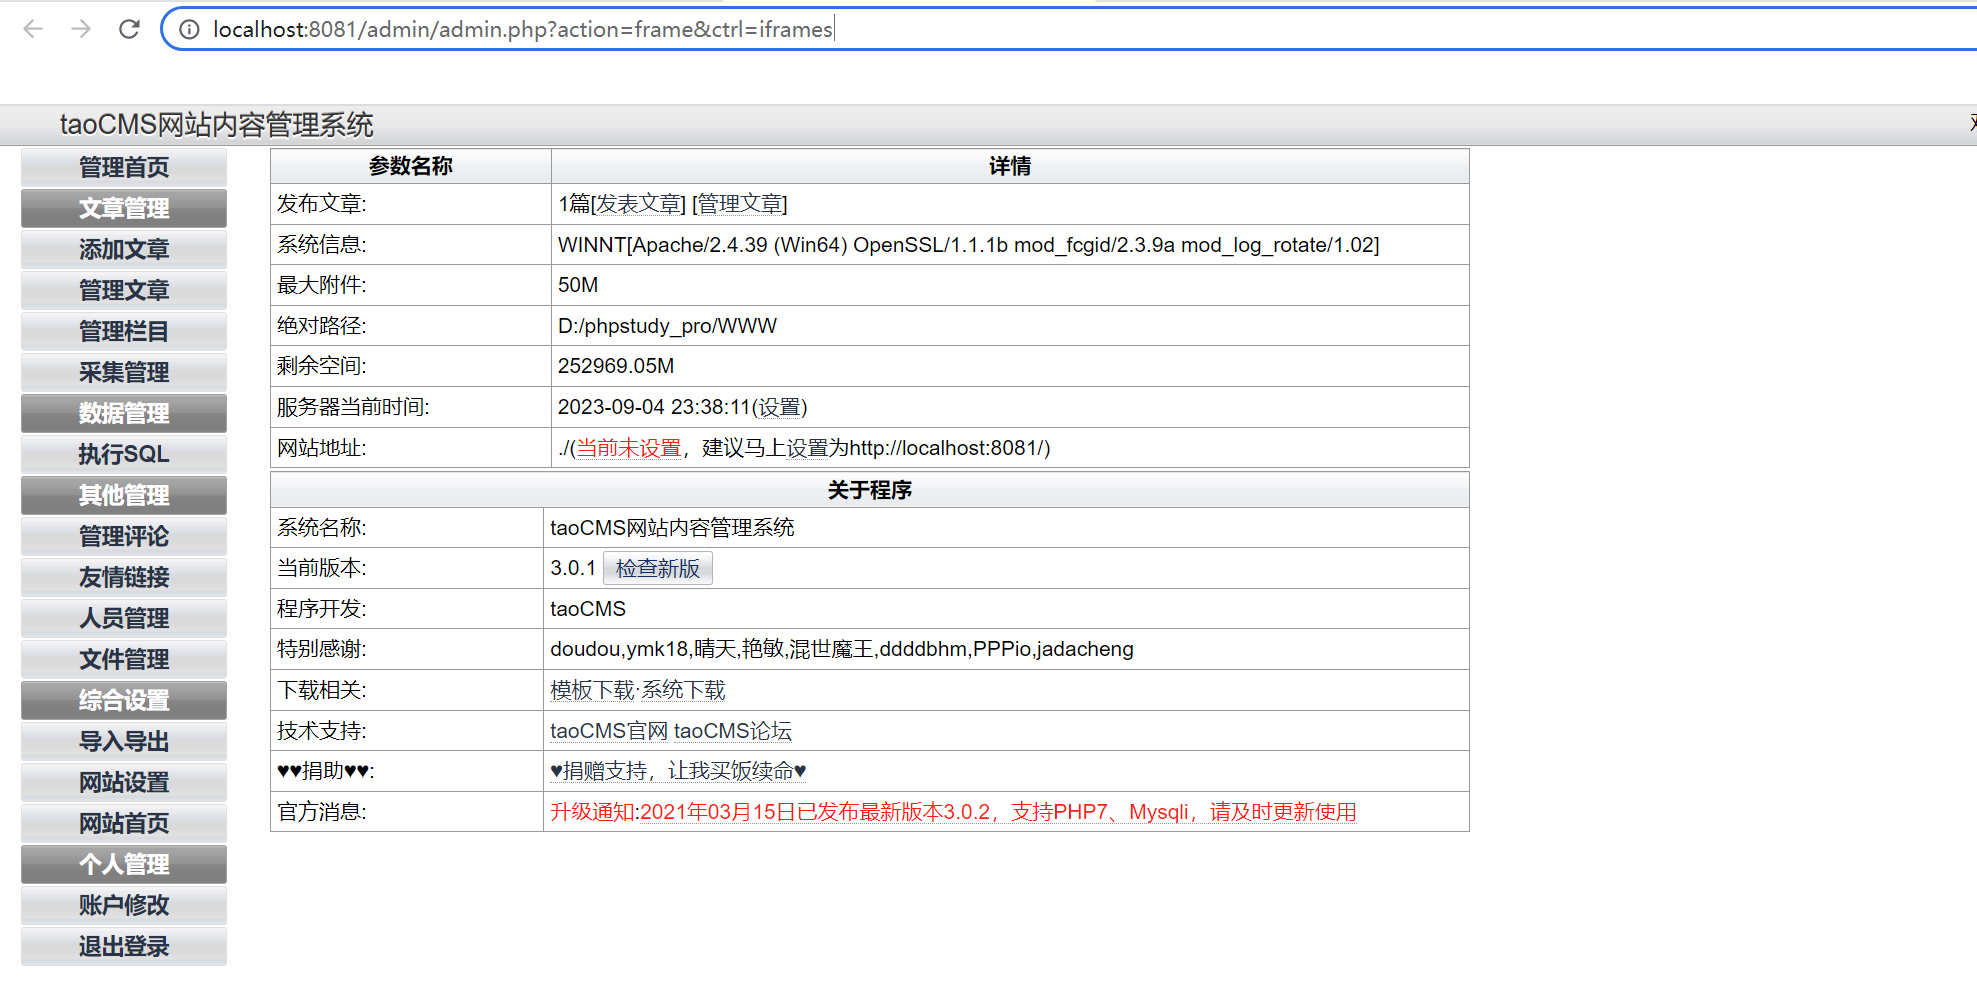 localhost:8081/admin/admin.php?action=frame&ctrl=iframes
taoCMS网站内容管理系统
管理首页
文章管理
添加文章
管理文章
管理栏目
采集管理
数据管理
执行SQL
其他管理
管理评论
友情链接
人员管理
文件管理
综合设置
导入导出
网站设置
网站首页
个人管理
账户修改
退出登录
参数名称 详情
发布文章: 1篇[发表文章] [管理文章]
系统信息: WINNT[Apache/2.4.39 (Win64) OpenSSL/1.1.1b mod_fcgid/2.3.9a mod_log_rotate/1.02]
最大附件: 50M
绝对路径: D:/phpstudy_pro/WWW
剩余空间: 252969.05M
服务器当前时间: 2023-09-04 23:38:11(设置)
网站地址: ./(当前未设置，建议马上设置为http://localhost:8081/)
关于程序
系统名称: taoCMS网站内容管理系统
当前版本: 3.0.1 检查新版
程序开发: taoCMS
特别感谢: doudou,ymk18,晴天,艳敏,混世魔王,ddddbhm,PPPio,jadacheng
下载相关: 模板下载·系统下载
技术支持: taoCMS官网 taoCMS论坛
♥♥捐助♥♥: ♥捐赠支持，让我买饭续命♥
官方消息: 升级通知:2021年03月15日已发布最新版本3.0.2，支持PHP7、Mysqli，请及时更新使用